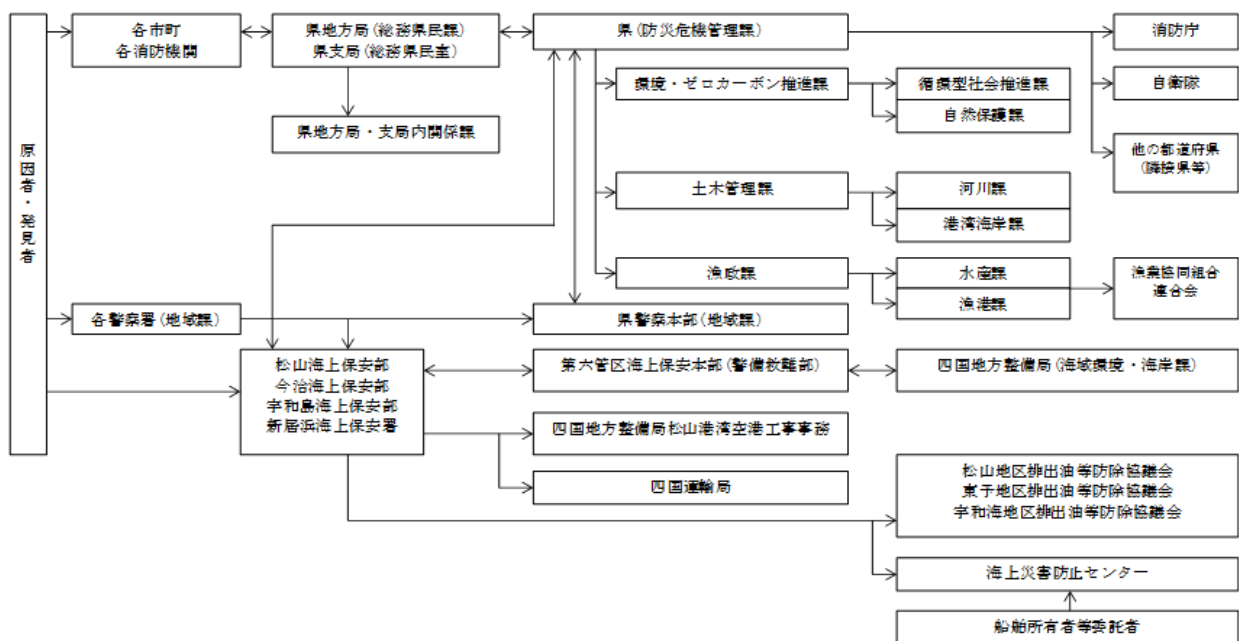 原因者・発見者
各市町
各消防機関
県地方局(総務県民課)
県支局(総務県民室)
県(防災危機管理課)
消防庁
環境・ゼロカーボン推進課
循環型社会推進課
自然保護課
自衛隊
県地方局・支局内関係課
他の都道府県
(隣接県等)
土木管理課
河川課
港湾海岸課
漁政課
水産課
漁港課
漁業協同組合
連合会
各警察署(地域課)
県警察本部(地域課)
松山海上保安部
今治海上保安部
宇和島海上保安部
新居浜海上保安署
第六管区海上保安本部(警備救難部)
四国地方整備局(海域環境・海岸課)
四国地方整備局松山港湾空港工事事務
四国運輸局
松山地区排出油等防除協議会
東予地区排出油等防除協議会
宇和海地区排出油等防除協議会
海上災害防止センター
船舶所有者等委託者